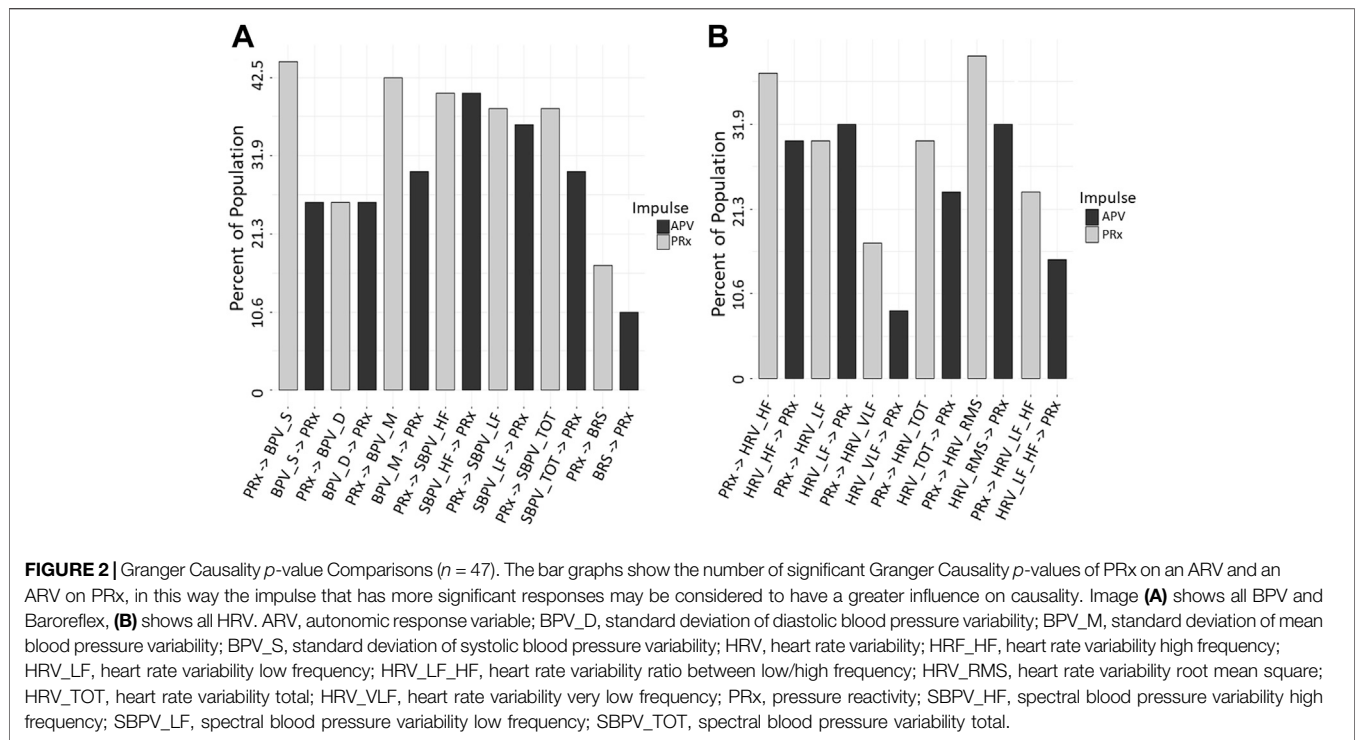 A
Percent of Population
42.5
31.9
21.3
10.6
0
PRx -> BPV_S
BPV_S -> PRx
PRx -> BPV_D
BPV_D -> PRx
PRx -> BPV_M
BPV_M -> PRx
PRx -> SBPV_HF
SBPV_HF -> PRx
PRx -> SBPV_LF
SBPV_LF -> PRx
PRx -> SBPV_TOT
SBPV_TOT -> PRx
PRx -> BRS
BRS -> PRx
Impulse
APV
PRx
B
Percent of Population
31.9
21.3
10.6
0
PRx -> HRV_HF
HRV_HF -> PRx
PRx -> HRV_LF
HRV_LF -> PRx
PRx -> HRV_VLF
HRV_VLF -> PRx
PRx -> HRV_TOT
HRV_TOT -> PRx
PRx -> HRV_RMS
HRV_RMS -> PRx
PRx -> HRV_LF_HF
HRV_LF_HF -> PRx
Impulse
APV
PRx
FIGURE 2 | Granger Causality p-value Comparisons (n = 47). The bar graphs show the number of significant Granger Causality p-values of PRx on an ARV and an
ARV on PRx, in this way the impulse that has more significant responses may be considered to have a greater influence on causality. Image (A) shows all BPV and
Baroreflex, (B) shows all HRV. ARV, autonomic response variable; BPV_D, standard deviation of diastolic blood pressure variability; BPV_M, standard deviation of mean
blood pressure variability; BPV_S, standard deviation of systolic blood pressure variability; HRV, heart rate variability; HRF_HF, heart rate variability high frequency;
HRV_LF, heart rate variability low frequency; HRV_LF_HF, heart rate variability ratio between low/high frequency; HRV_RMS, heart rate variability root mean square;
HRV_TOT, heart rate variability total; HRV_VLF, heart rate variability very low frequency; PRx, pressure reactivity; SBPV_HF, spectral blood pressure variability high
frequency; SBPV_LF, spectral blood pressure variability low frequency; SBPV_TOT, spectral blood pressure variability total.